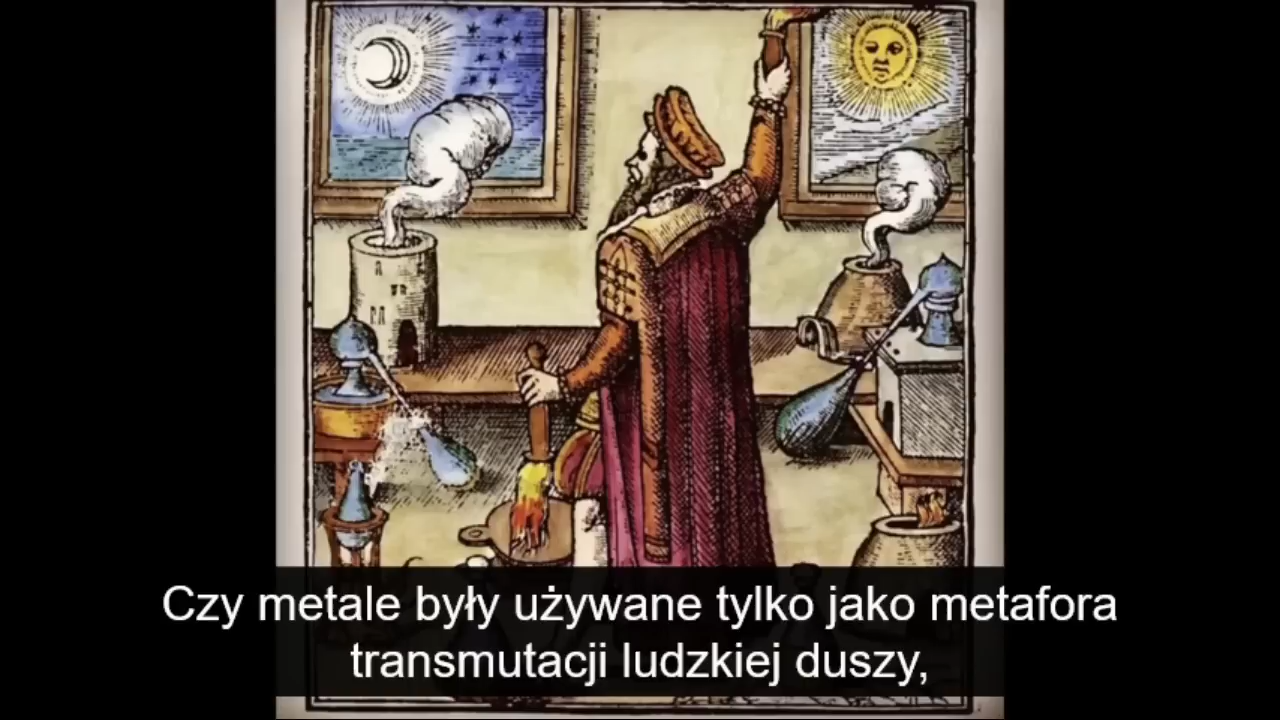 Czy metale były używane tylko jako metafora
transmutacji ludzkiej duszy,